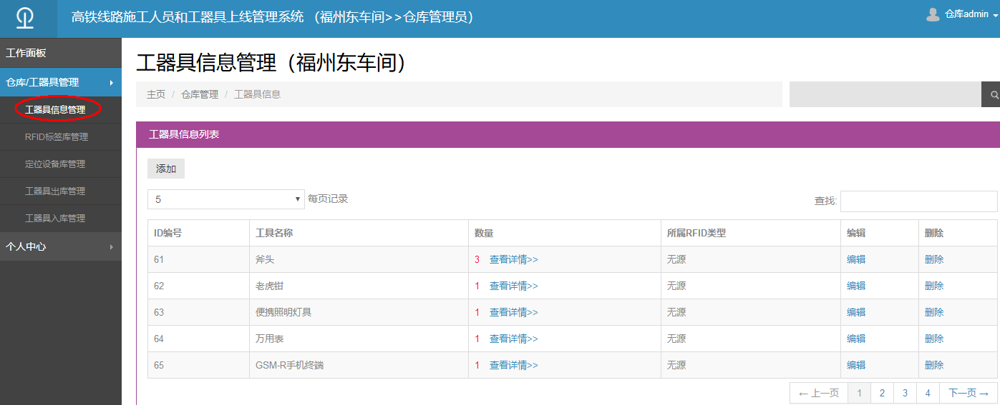 高铁线路施工人员和工器具上线管理系统 （福州东车间>>仓库管理员）
仓库admin
工作面板
仓库/工器具管理
工器具信息管理
RFID标签库管理
定位设备库管理
工器具出库管理
工器具入库管理
个人中心
工器具信息管理（福州东车间）
主页 / 仓库管理 / 工器具信息
工器具信息列表
添加
5 每页记录
查找:
ID编号 工具名称 数量 所属RFID类型 编辑 删除
61 斧头 3 查看详情>> 无源 编辑 删除
62 老虎钳 1 查看详情>> 无源 编辑 删除
63 便携照明灯具 1 查看详情>> 无源 编辑 删除
64 万用表 1 查看详情>> 无源 编辑 删除
65 GSM-R手机终端 1 查看详情>> 无源 编辑 删除
← 上一页 1 2 3 4 下一页 →